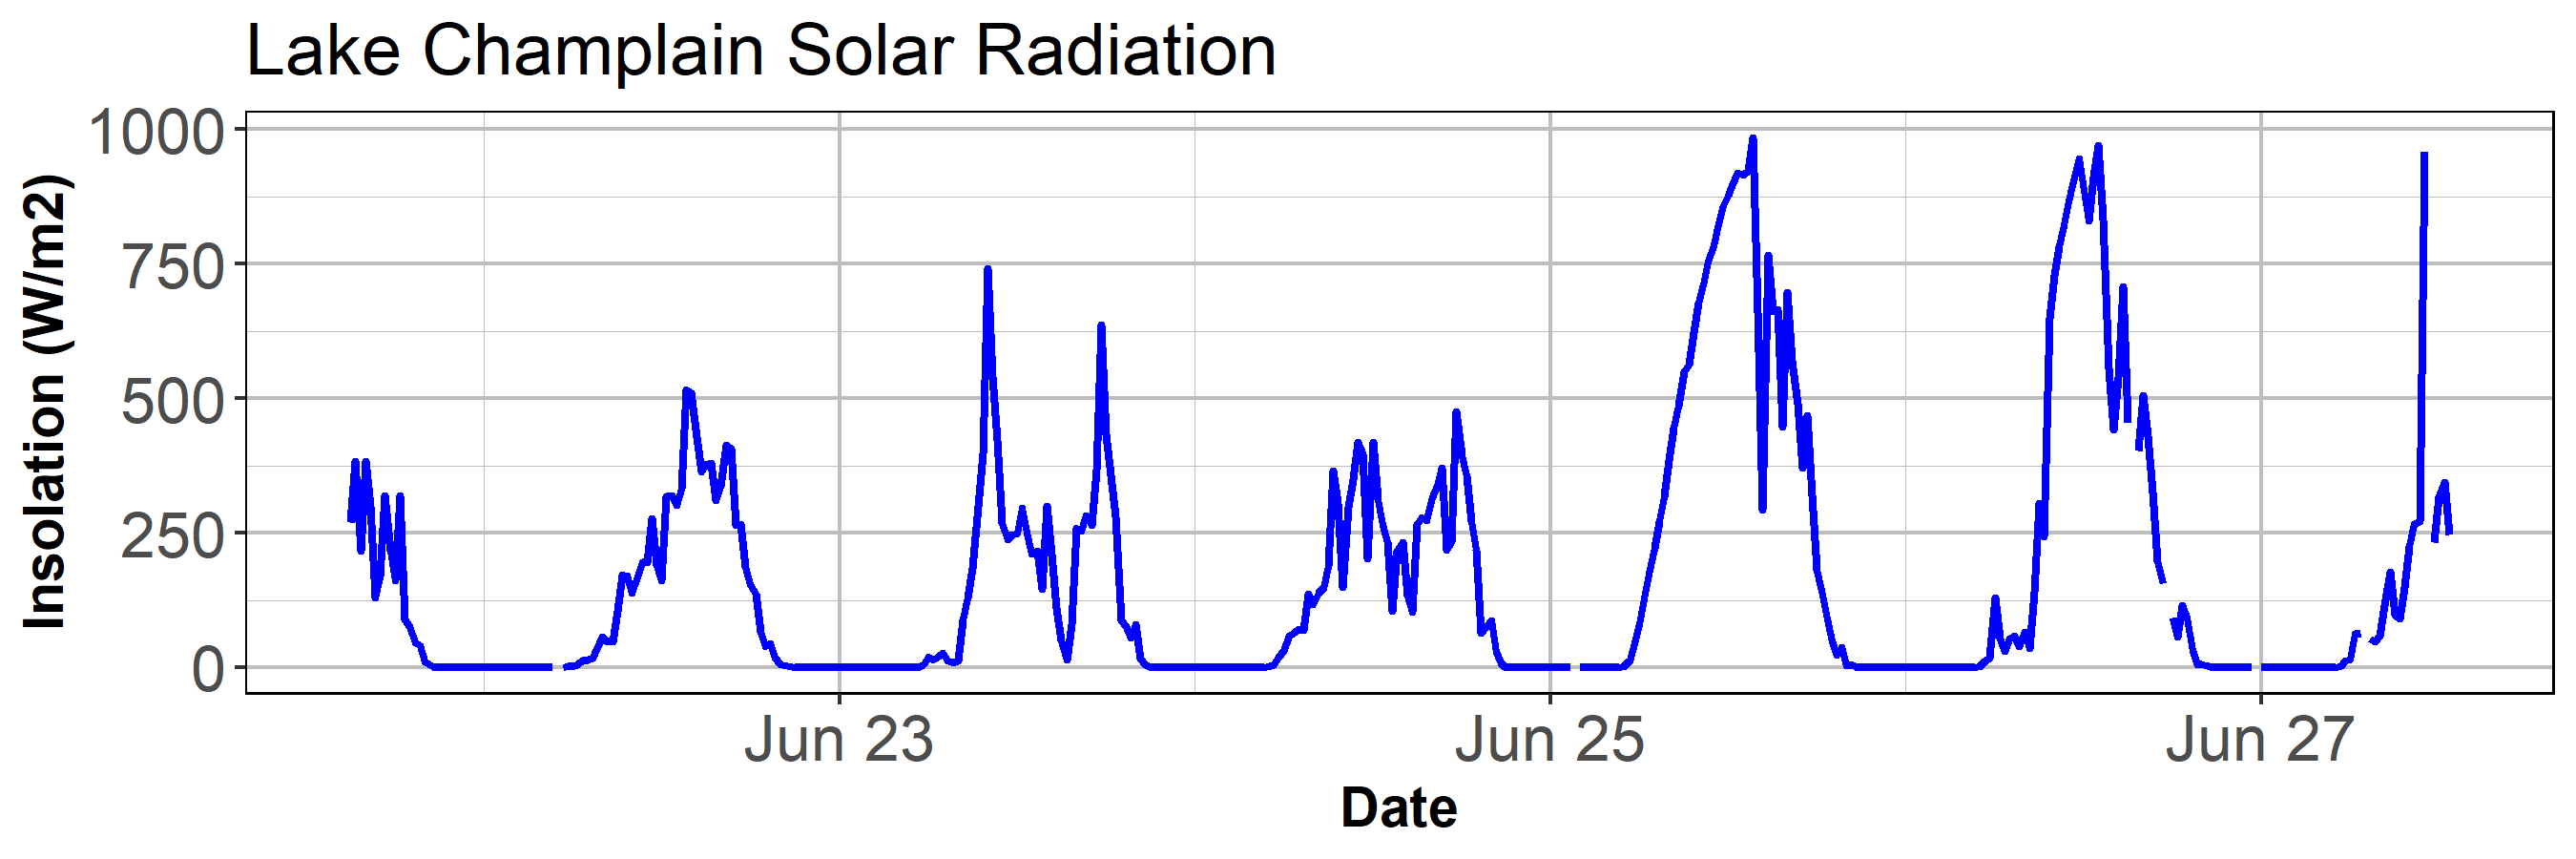 Lake Champlain Solar Radiation
1000
750
500
250
0
Insolation (W/m2)
Jun 23
Jun 25
Jun 27
Date